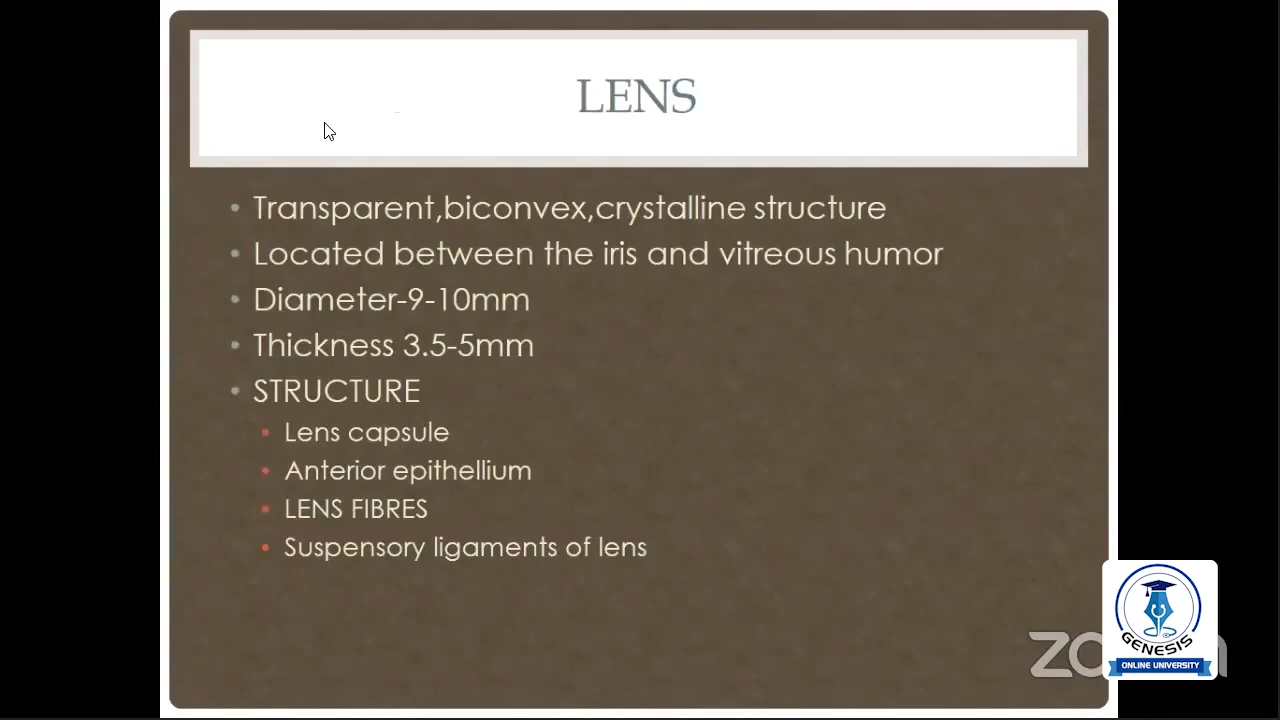 LENS
Transparent,biconvex,crystalline structure
Located between the iris and vitreous humor
Diameter-9-10mm
Thickness 3.5-5mm
STRUCTURE
Lens capsule
Anterior epithellium
LENS FIBRES
Suspensory ligaments of lens
GENESIS
ONLINE UNIVERSITY